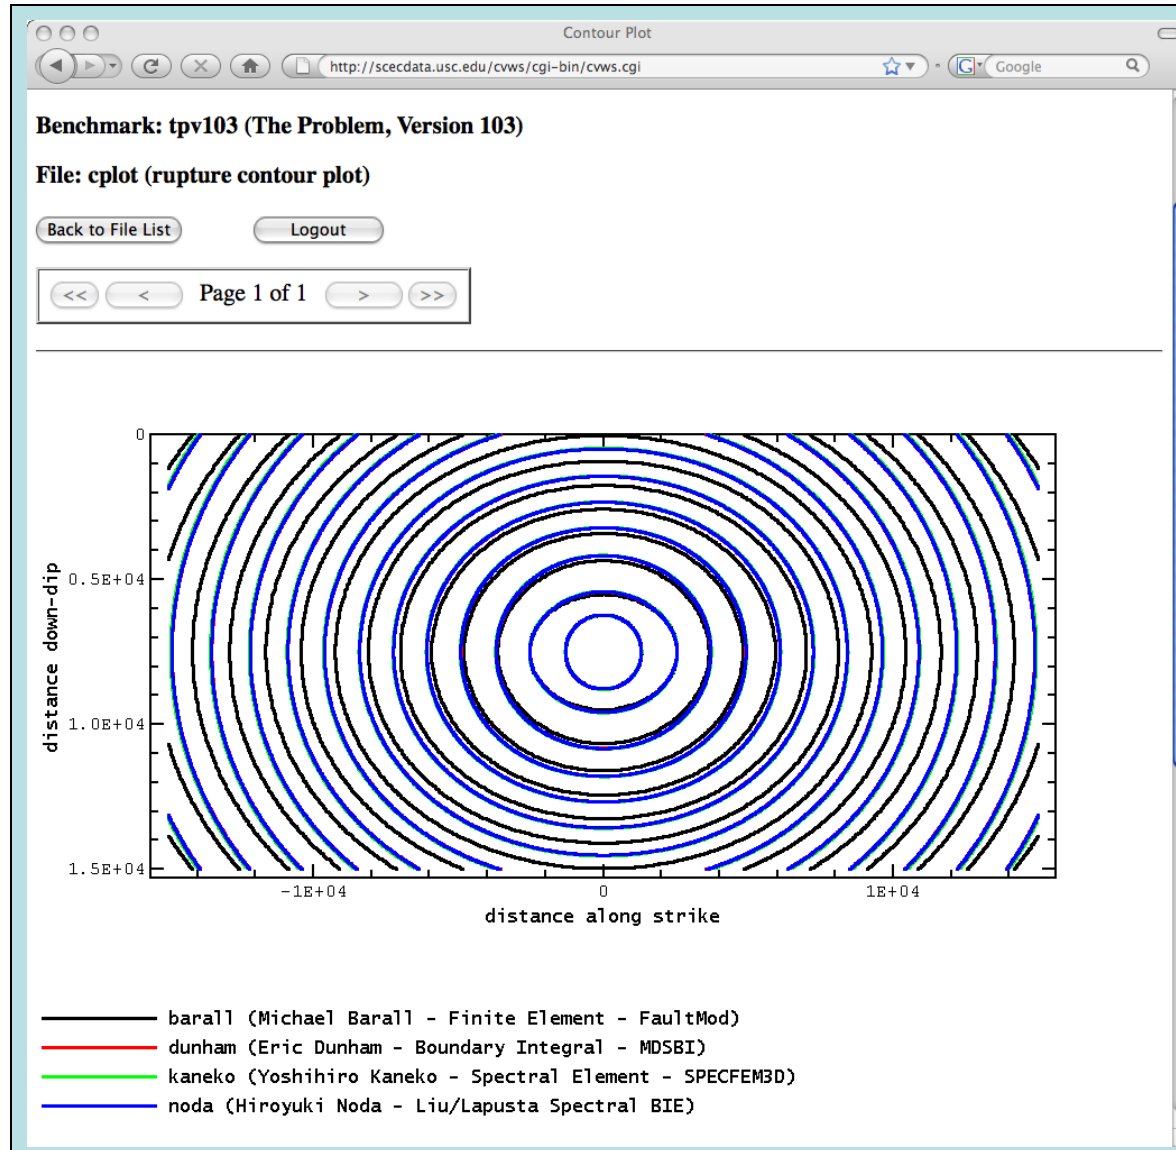 Contour Plot
http://scecdata.usc.edu/cvws/cgi-bin/cvws.cgi
Google
Benchmark: tpv103 (The Problem, Version 103)
File: cplot (rupture contour plot)
Back to File List Logout
<< < Page 1 of 1 > >>
0
0.5E+04
1.0E+04
1.5E+04
distance down-dip
-1E+04 0 1E+04
distance along strike
barall (Michael Barall - Finite Element - FaultMod)
dunham (Eric Dunham - Boundary Integral - MDSBI)
kaneko (Yoshihiro Kaneko - Spectral Element - SPECFEM3D)
noda (Hiroyuki Noda - Liu/Lapusta Spectral BIE)